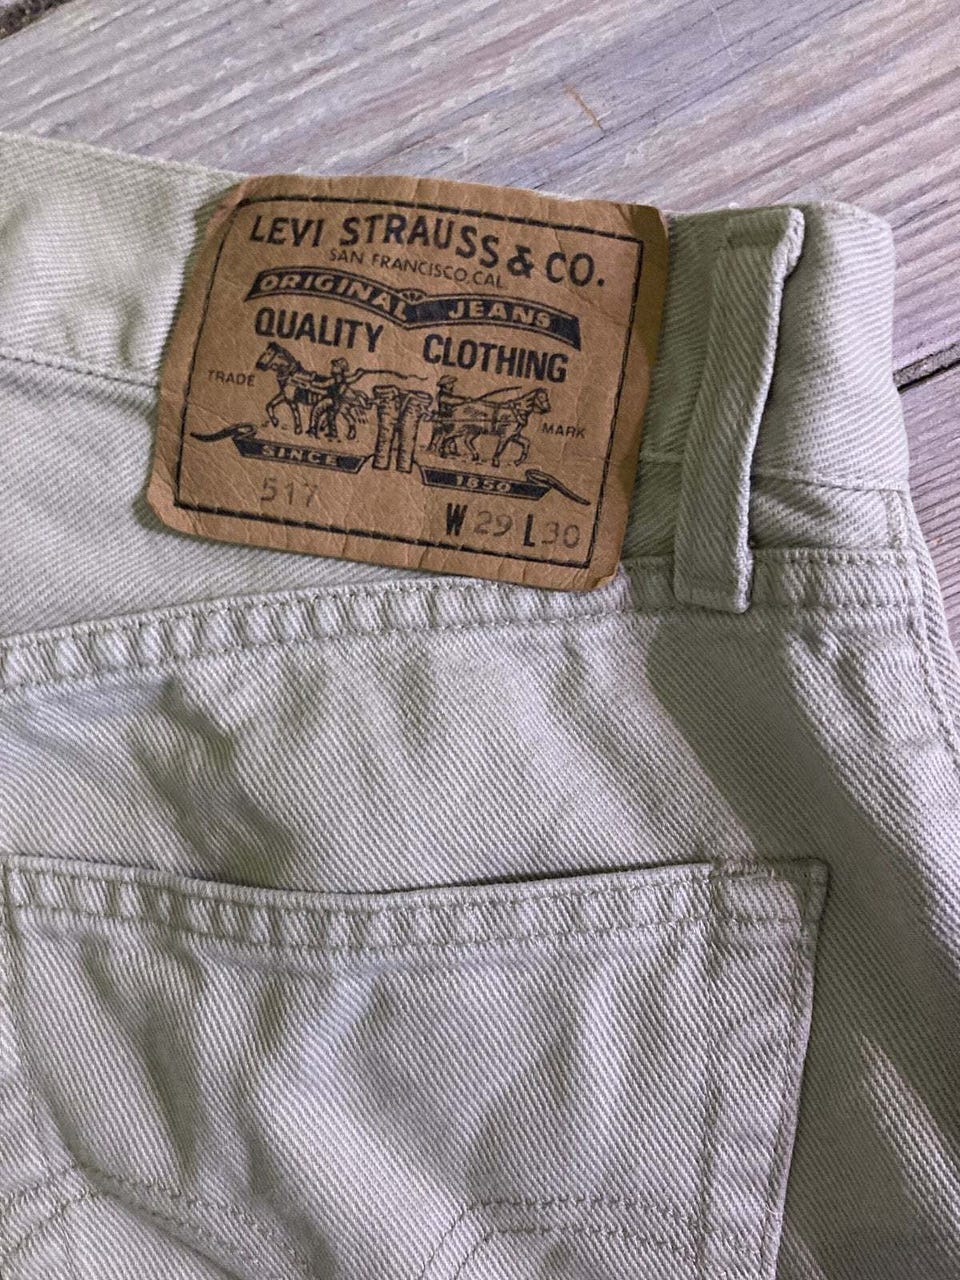 LEVI STRAUSS & CO.
SAN FRANCISCO, CAL.
ORIGINAL JEANS
QUALITY CLOTHING
TRADE MARK
SINCE 1850
517
W 29 L 30